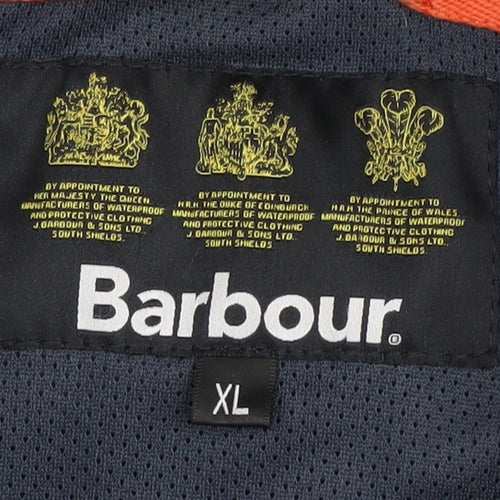 BY APPOINTMENT TO
HER MAJESTY THE QUEEN
MANUFACTURERS OF WATERPROOF
AND PROTECTIVE CLOTHING
J. BARBOUR & SONS LTD.,
SOUTH SHIELDS.
BY APPOINTMENT TO
H.R.H. THE DUKE OF EDINBURGH
MANUFACTURERS OF WATERPROOF
AND PROTECTIVE CLOTHING
J. BARBOUR & SONS LTD.,
SOUTH SHIELDS.
BY APPOINTMENT TO
H.R.H. THE PRINCE OF WALES
MANUFACTURERS OF WATERPROOF
AND PROTECTIVE CLOTHING
J. BARBOUR & SONS LTD.,
SOUTH SHIELDS.
Barbour®
XL